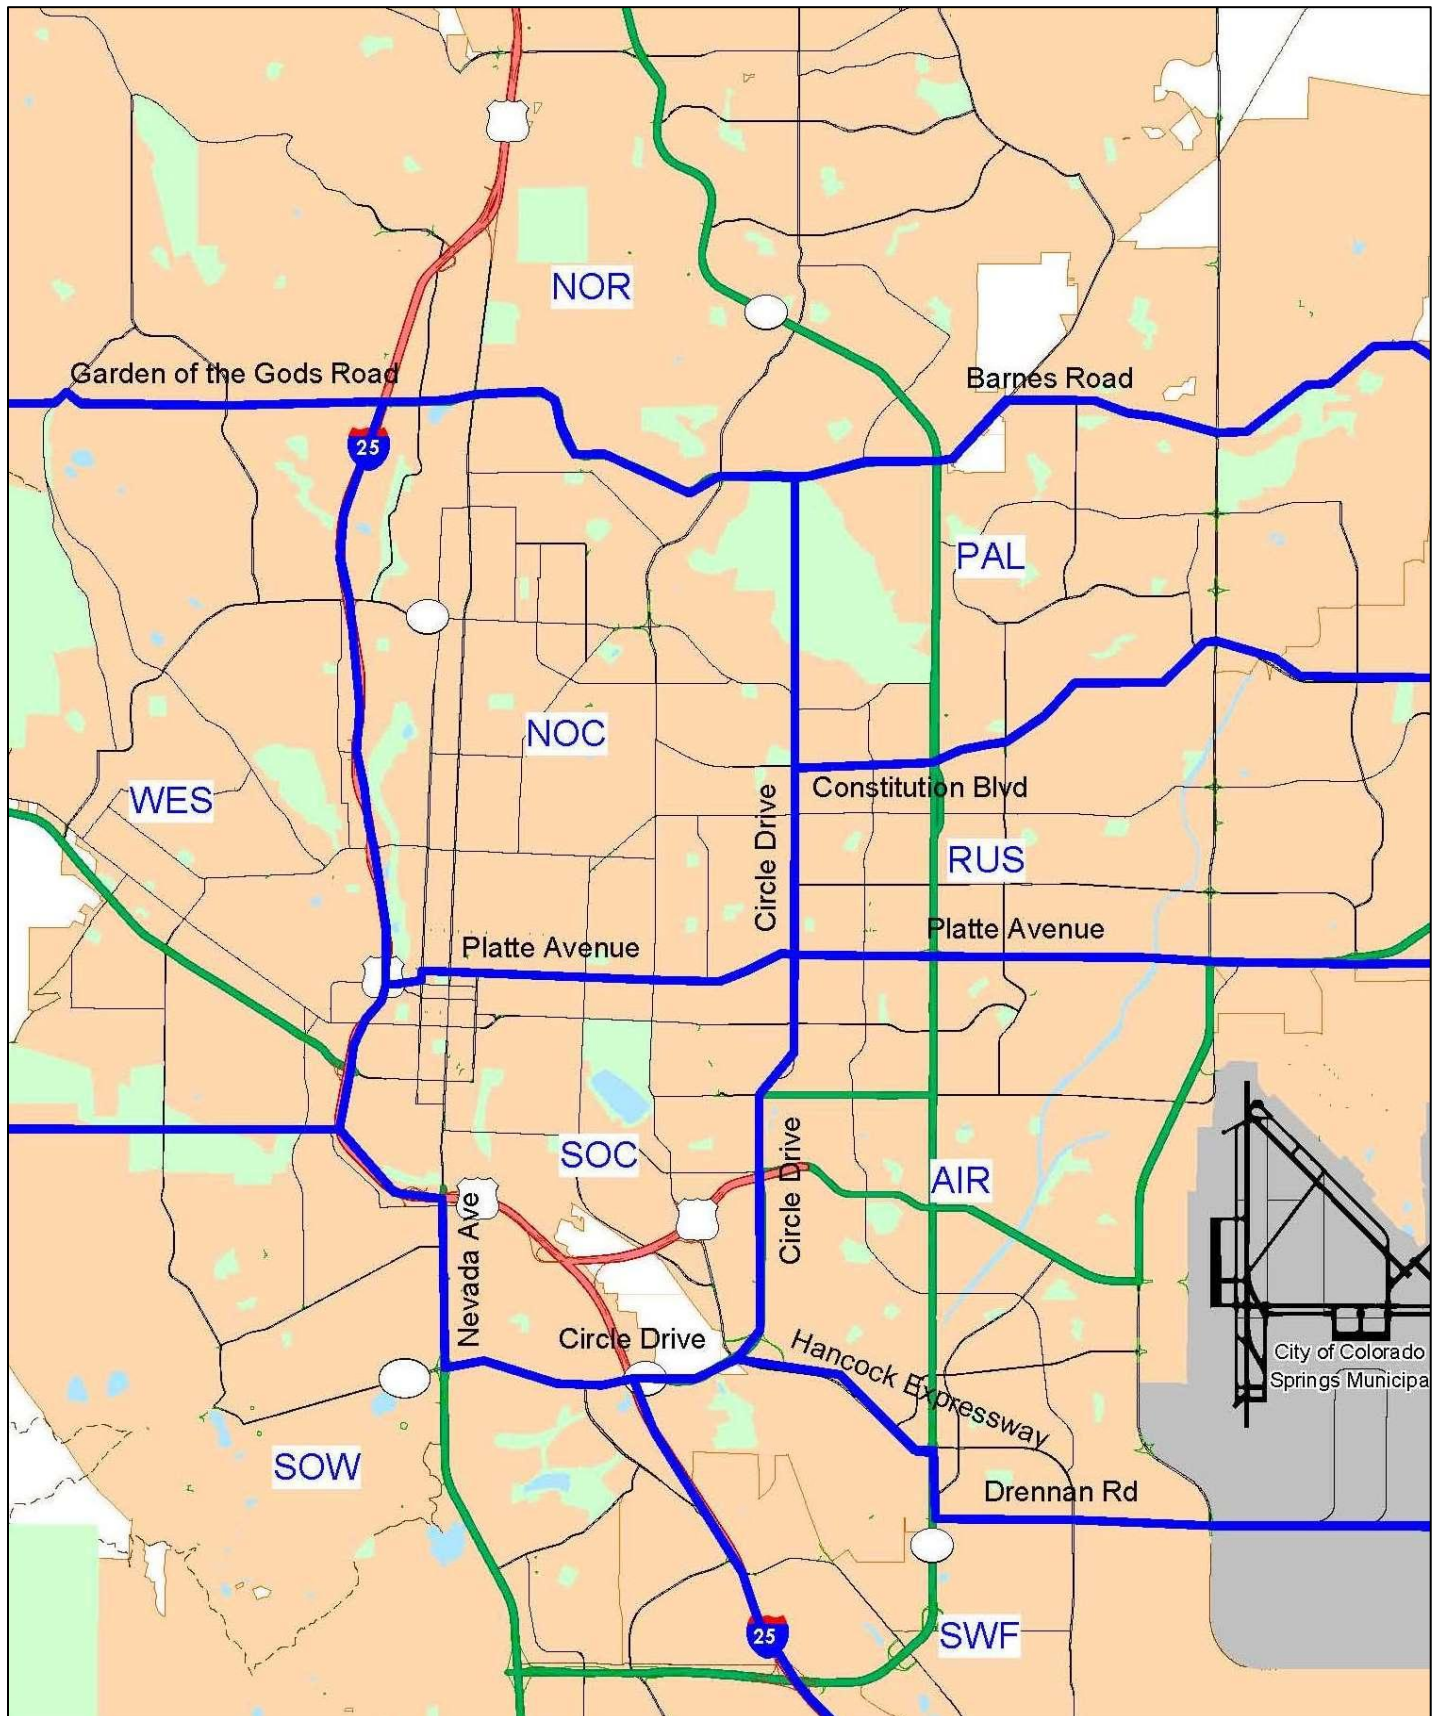 NOR
Garden of the Gods Road
Barnes Road
25
PAL
NOC
Constitution Blvd
WES
Circle Drive
RUS
Platte Avenue
Platte Avenue
SOC
Circle Drive
AIR
Nevada Ave
Circle Drive
Hancock Expressway
City of Colorado
Springs Municipa
SOW
Drennan Rd
25
SWF